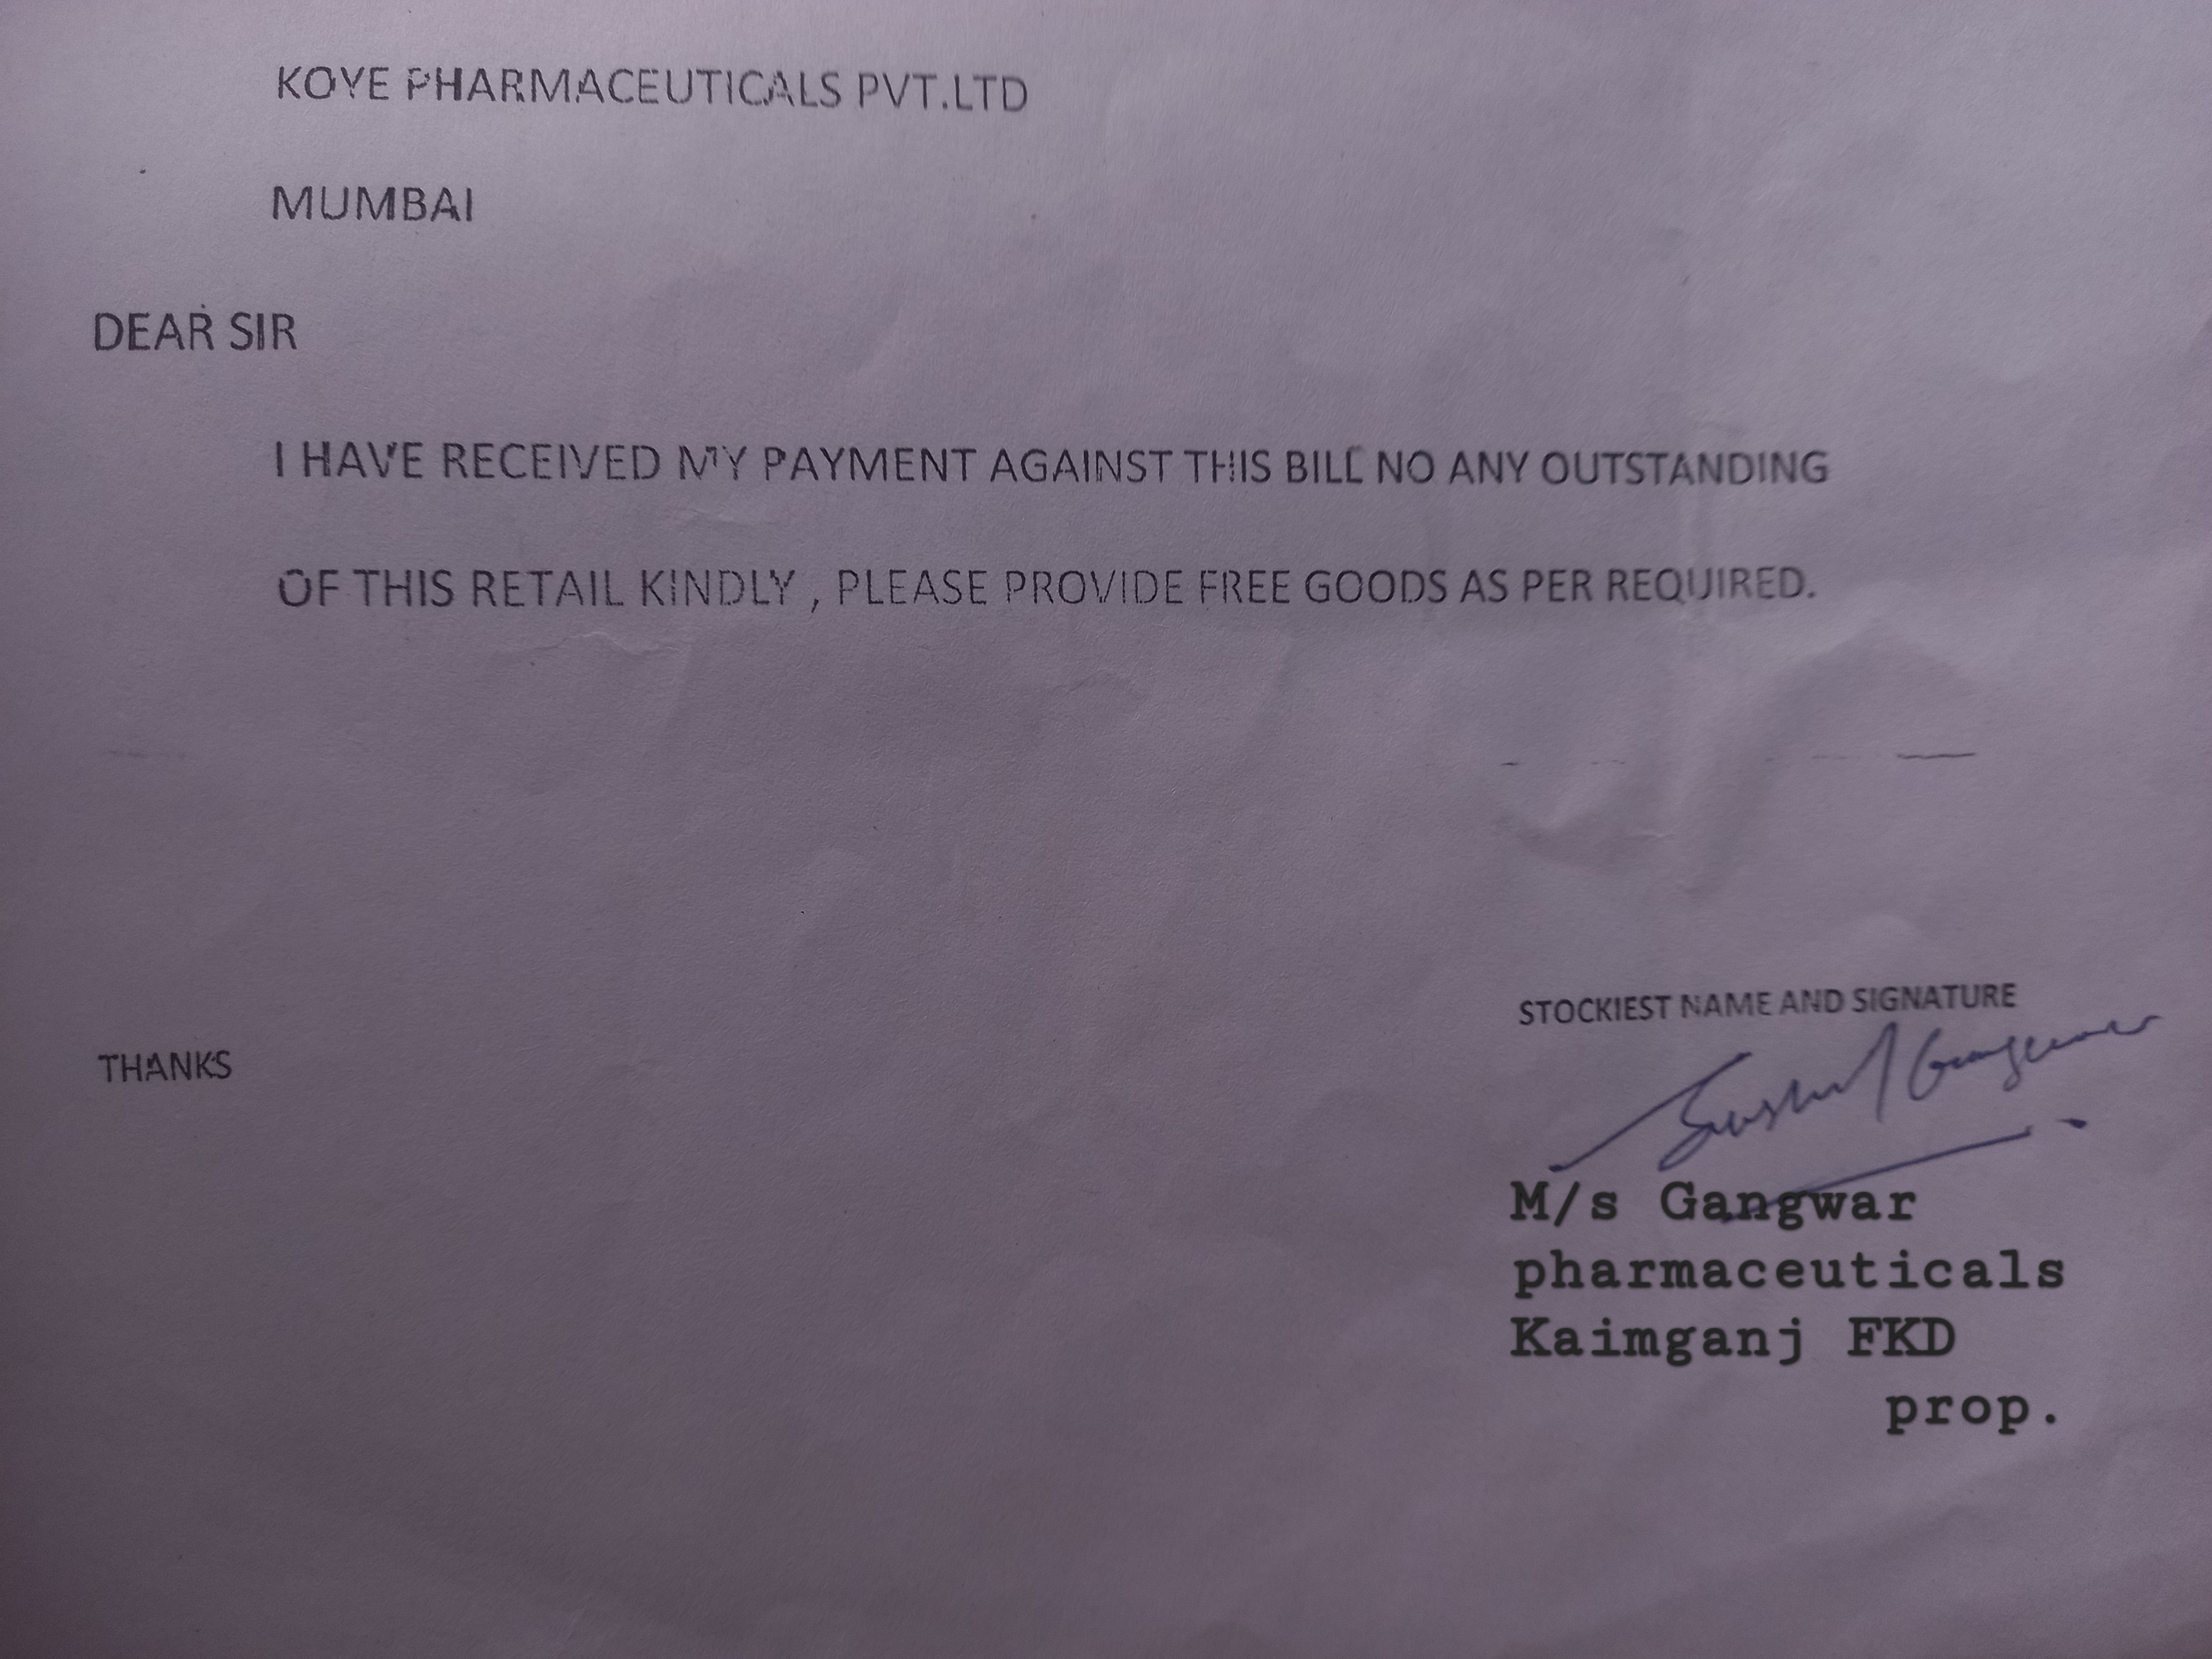 KOYE PHARMACEUTICALS PVT.LTD
MUMBAI
DEAR SIR
I HAVE RECEIVED MY PAYMENT AGAINST THIS BILL NO ANY OUTSTANDING
OF THIS RETAIL KINDLY , PLEASE PROVIDE FREE GOODS AS PER REQUIRED.
STOCKIEST NAME AND SIGNATURE
THANKS
Gangwar
M/s Gangwar
pharmaceuticals
Kaimganj FKD
prop.